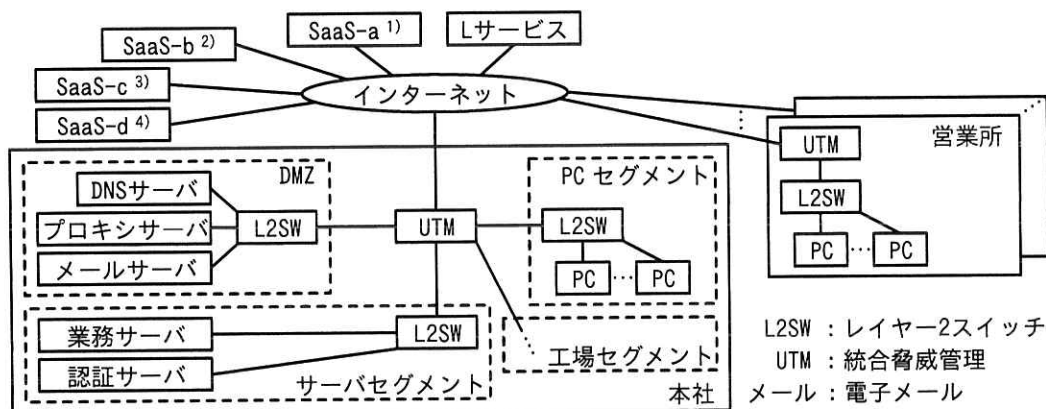 SaaS-a 1)
Lサービス
SaaS-b 2)
SaaS-c 3)
SaaS-d 4)
インターネット
営業所
UTM
L2SW
PC … PC
DMZ
DNSサーバ
プロキシサーバ
メールサーバ
L2SW
UTM
PCセグメント
L2SW
PC … PC
業務サーバ
認証サーバ
L2SW
サーバセグメント
工場セグメント
本社
L2SW:レイヤー2スイッチ
UTM:統合脅威管理
メール:電子メール